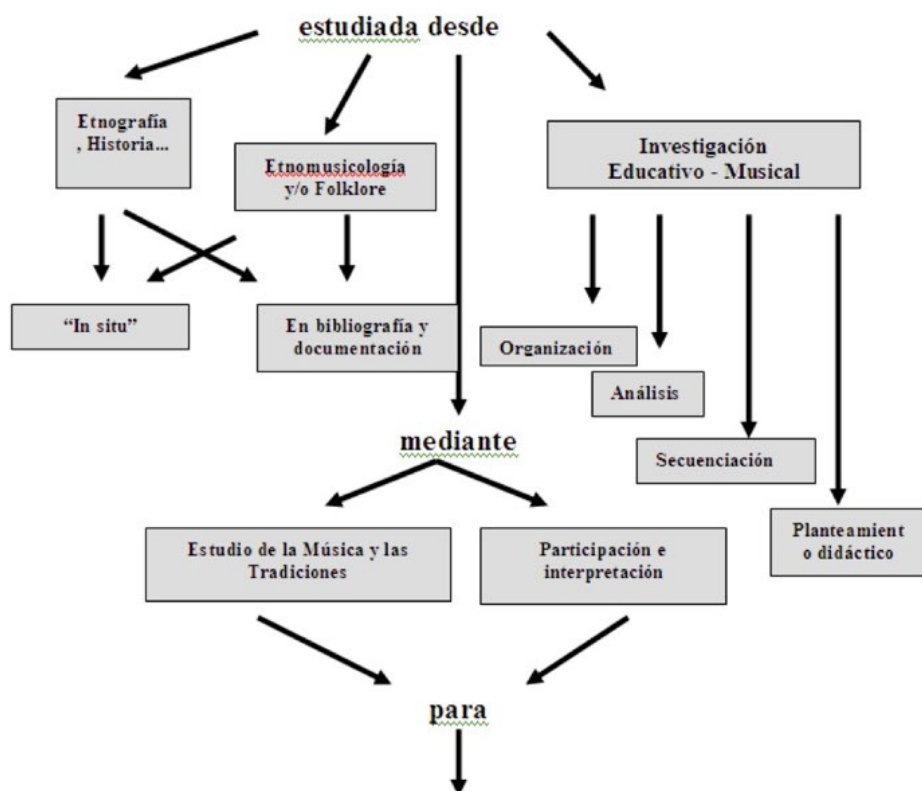 estudiada desde
Etnografía
, Historia...
Etnomusicología
y/o Folklore
Investigación
Educativo - Musical
“In situ”
En bibliografía y
documentación
Organización
Análisis
mediante
Secuenciación
Estudio de la Música y las
Tradiciones
Participación e
interpretación
Planteamient
o didáctico
para